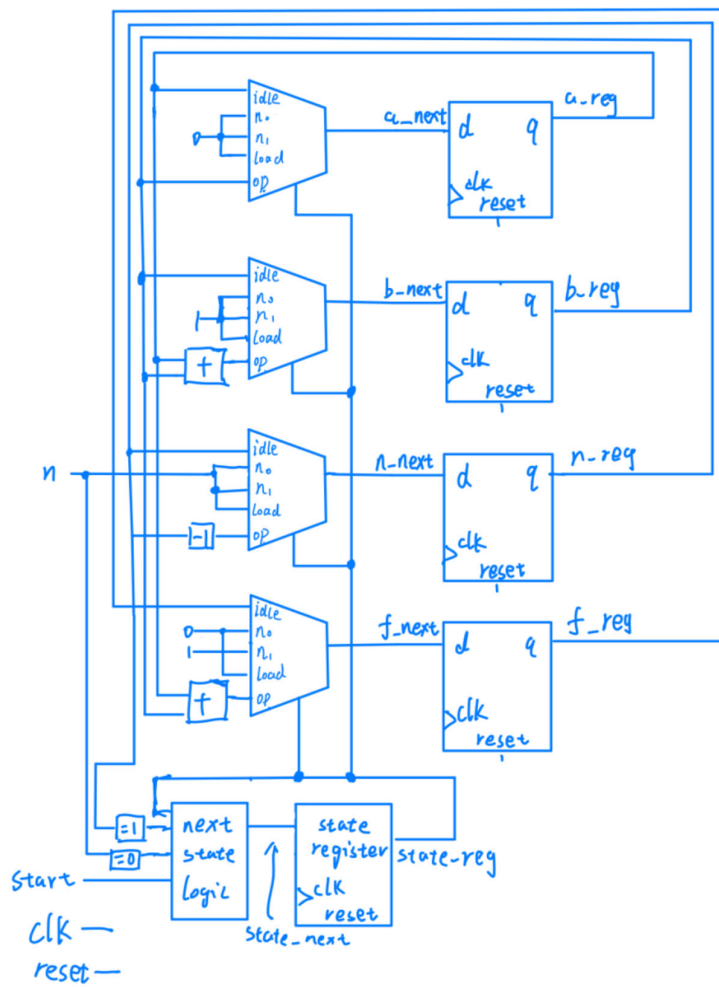 idle
n₀
0
n₁
load
op
a_next
d
q
a_reg
clk
reset
idle
n₀
1
n₁
load
+
op
b_next
d
q
b_reg
clk
reset
n
idle
n₀
n₁
load
-1
op
n_next
d
q
n_reg
clk
reset
idle
0
n₀
1
n₁
load
+
op
f_next
d
q
f_reg
clk
reset
=1
=0
start
next
state
logic
state
register
clk
reset
state_reg
state_next
clk
reset